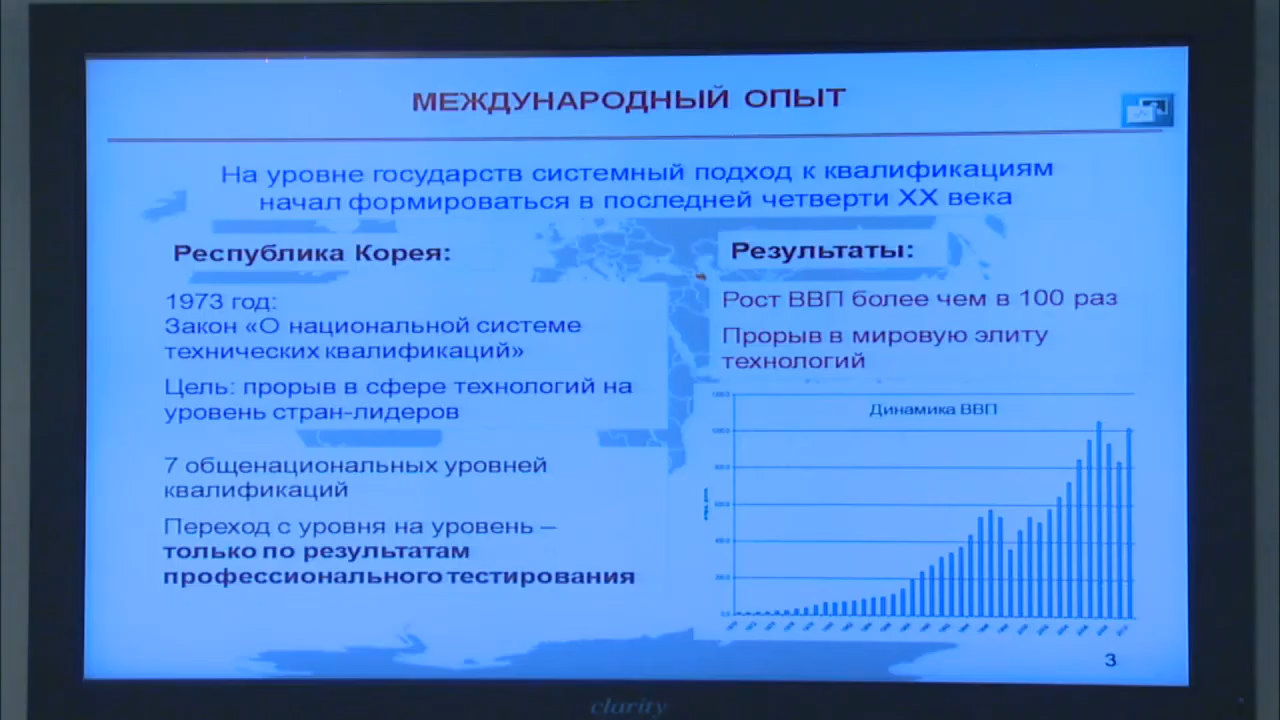 МЕЖДУНАРОДНЫЙ ОПЫТ
На уровне государств системный подход к квалификациям
начал формироваться в последней четверти XX века
Республика Корея:
1973 год:
Закон «О национальной системе
технических квалификаций»
Цель: прорыв в сфере технологий на
уровень стран-лидеров
7 общенациональных уровней
квалификаций
Переход с уровня на уровень –
только по результатам
профессионального тестирования
Результаты:
Рост ВВП более чем в 100 раз
Прорыв в мировую элиту
технологий
Динамика ВВП
3
clarity